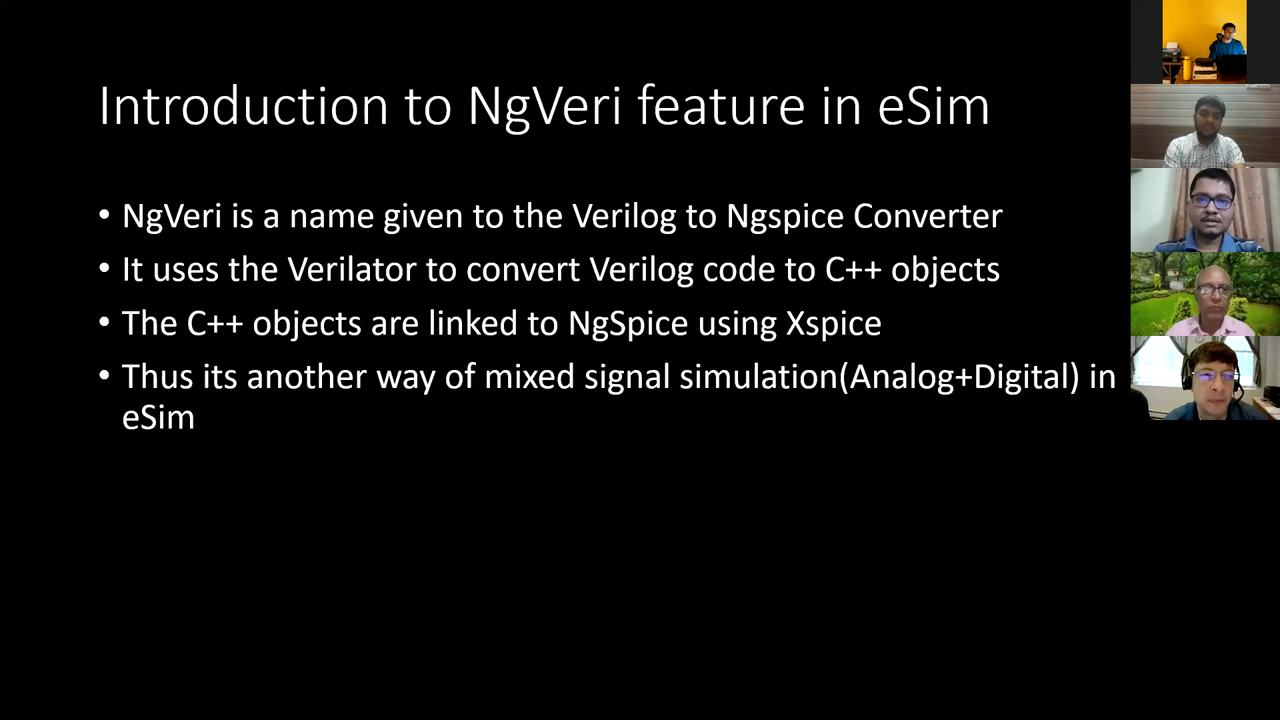 Introduction to NgVeri feature in eSim
• NgVeri is a name given to the Verilog to Ngspice Converter
• It uses the Verilator to convert Verilog code to C++ objects
• The C++ objects are linked to NgSpice using Xspice
• Thus its another way of mixed signal simulation(Analog+Digital) in
eSim